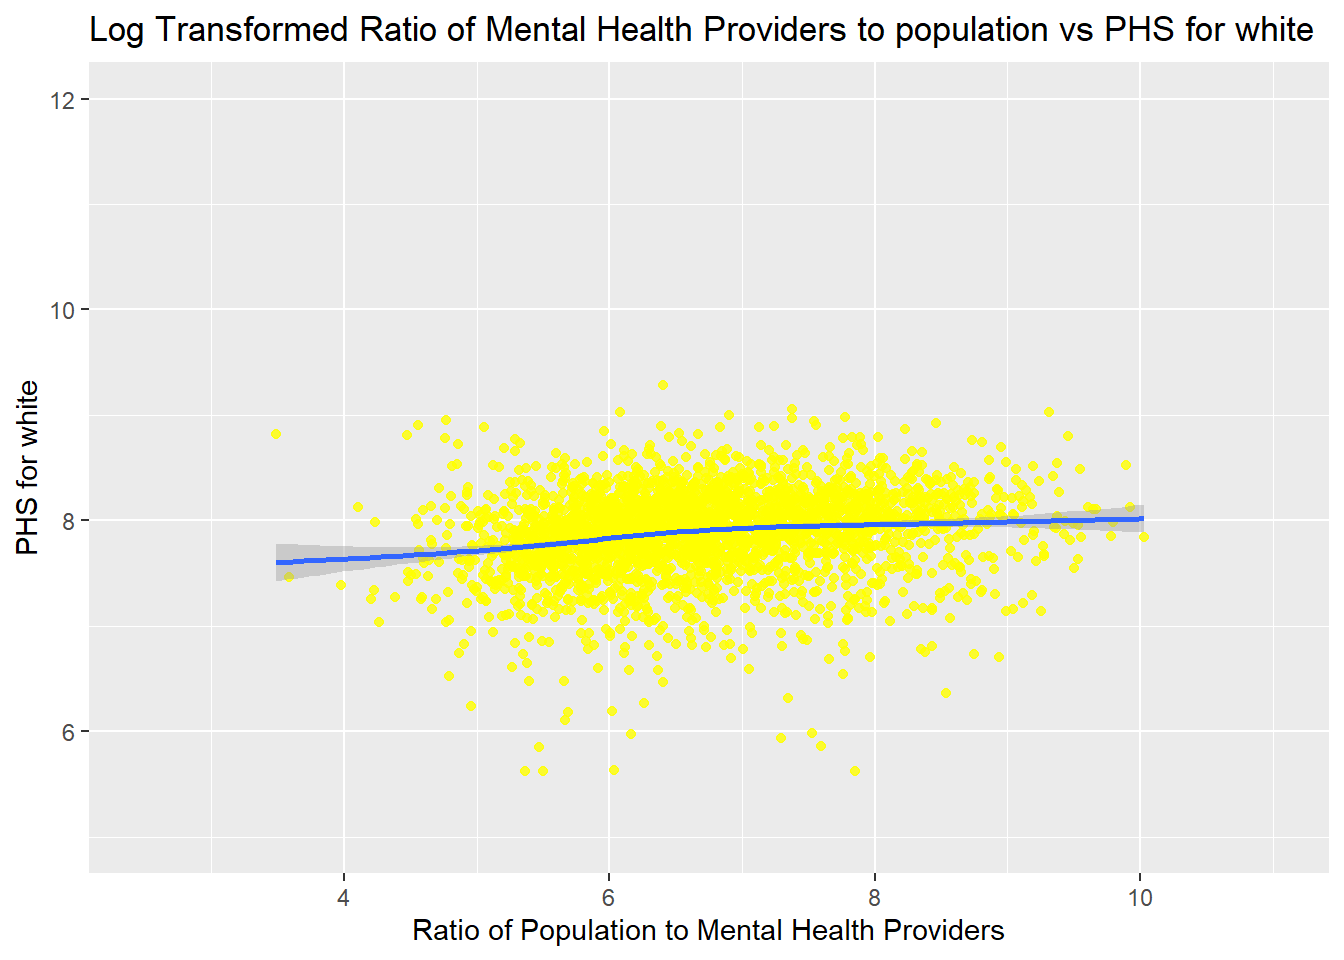 Log Transformed Ratio of Mental Health Providers to population vs PHS for white
12
10
8
6
PHS for white
4 6 8 10
Ratio of Population to Mental Health Providers